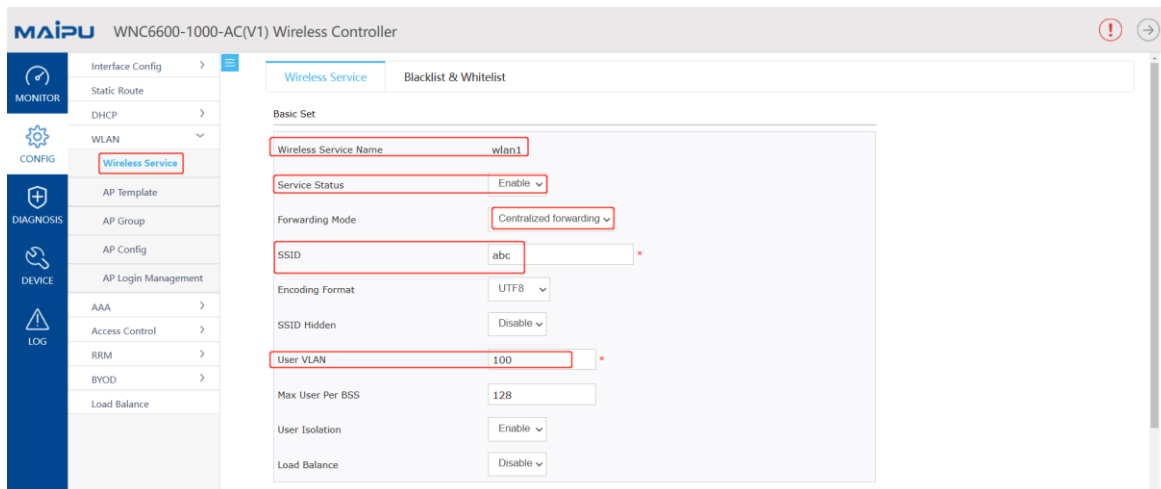 MAIPU WNC6600-1000-AC(V1) Wireless Controller
MONITOR
CONFIG
DIAGNOSIS
DEVICE
LOG
Interface Config
Static Route
DHCP
WLAN
Wireless Service
AP Template
AP Group
AP Config
AP Login Management
AAA
Access Control
RRM
BYOD
Load Balance
Wireless Service Blacklist & Whitelist
Basic Set
Wireless Service Name wlan1
Service Status Enable
Forwarding Mode Centralized forwarding
SSID abc *
Encoding Format UTF8
SSID Hidden Disable
User VLAN 100 *
Max User Per BSS 128
User Isolation Enable
Load Balance Disable